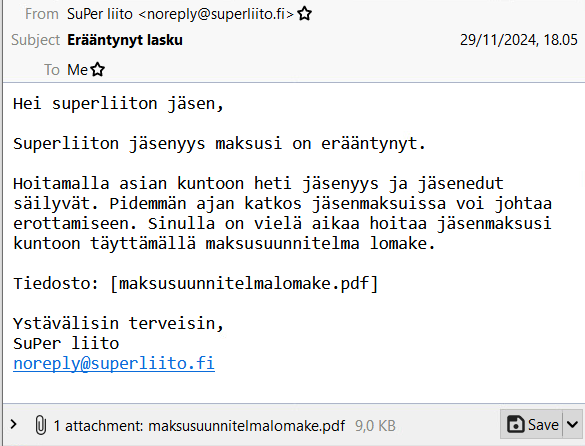 From SuPer liito <noreply@superliito.fi>
Subject Erääntynyt lasku 29/11/2024, 18.05
To Me
Hei superliiton jäsen,
Superliiton jäsenyys maksusi on erääntynyt.
Hoitamalla asian kuntoon heti jäsenyys ja jäsenedut
säilyvät. Pidemmän ajan katkos jäsenmaksuissa voi johtaa
erottamiseen. Sinulla on vielä aikaa hoitaa jäsenmaksusi
kuntoon täyttämällä maksusuunnitelma lomake.
Tiedosto: [maksusuunnitelmalomake.pdf]
Ystävälisin terveisin,
SuPer liito
noreply@superliito.fi
1 attachment: maksusuunnitelmalomake.pdf 9,0 KB Save